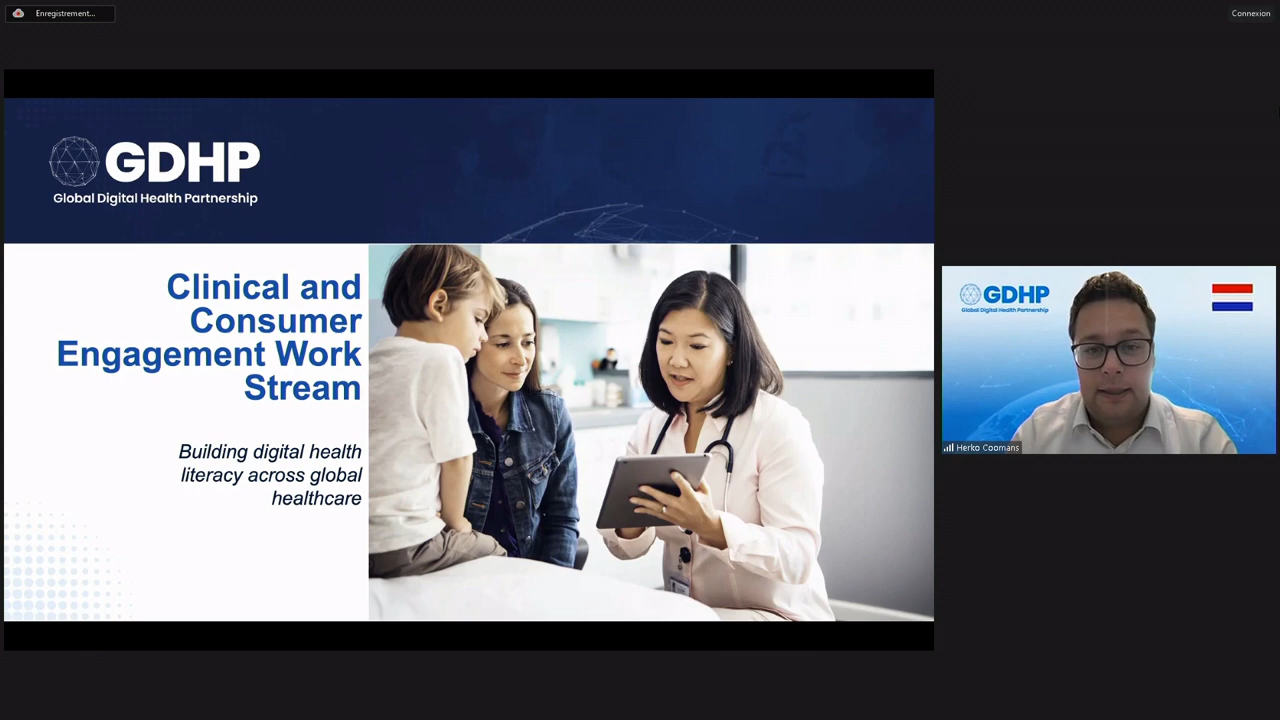 Enregistrement...
Connexion
GDHP
Global Digital Health Partnership
Clinical and
Consumer
Engagement Work
Stream
Building digital health
literacy across global
healthcare
GDHP
Global Digital Health Partnership
Herko Coomans